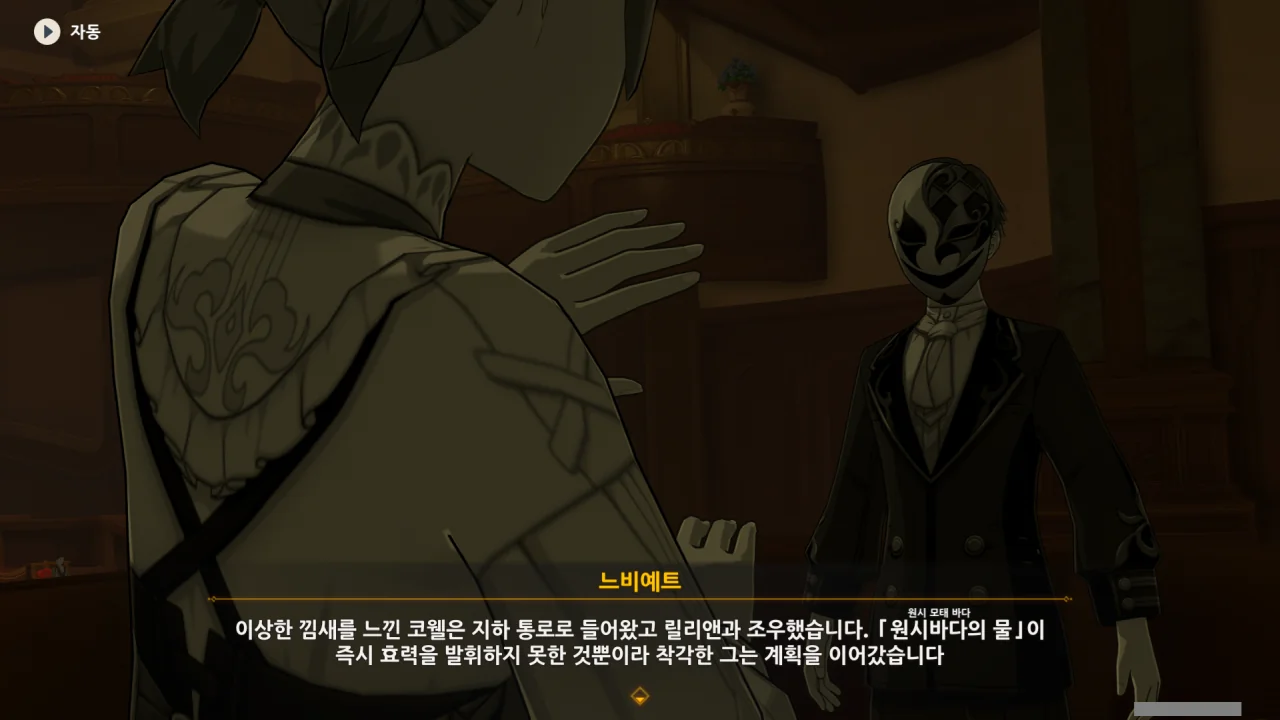 자동
느비예트
원시 모태 바다
이상한 낌새를 느낀 코웰은 지하 통로로 들어왔고 릴리앤과 조우했습니다. 「원시바다의 물」이
즉시 효력을 발휘하지 못한 것뿐이라 착각한 그는 계획을 이어갔습니다